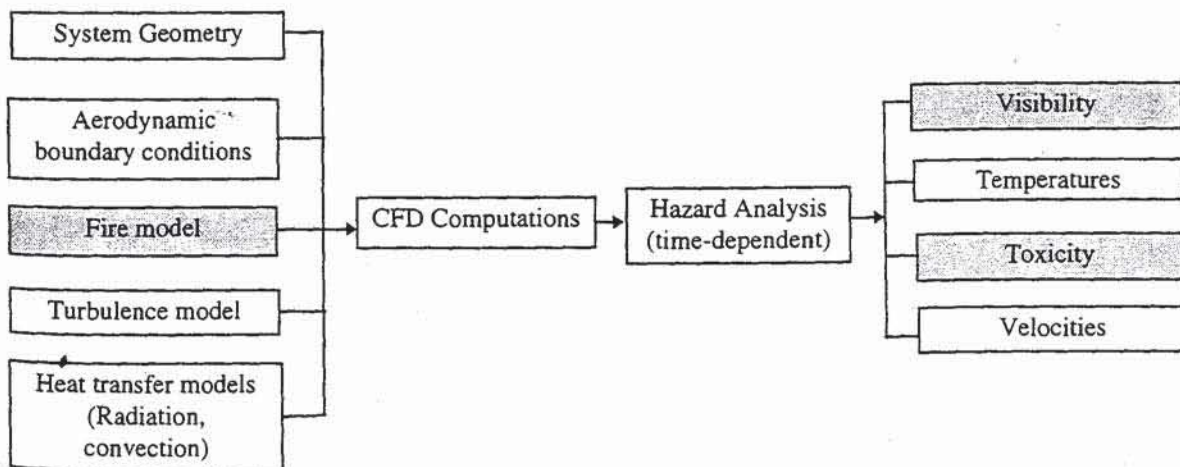 System Geometry
Aerodynamic
boundary conditions
Fire model
Turbulence model
Heat transfer models
(Radiation,
convection)
CFD Computations
Hazard Analysis
(time-dependent)
Visibility
Temperatures
Toxicity
Velocities